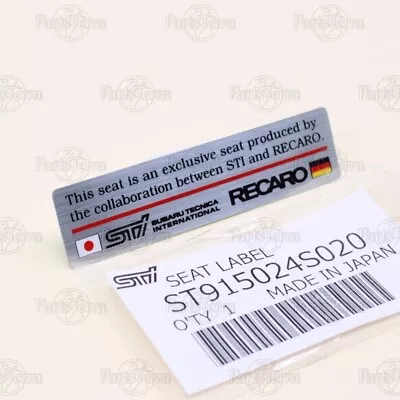 This seat is an exclusive seat produced by
the collaboration between STI and RECARO.
STI SUBARU TECNICA
INTERNATIONAL
RECARO
STI
SEAT LABEL
ST915024S020
Q'TY 1
MADE IN JAPAN
PartsTerra